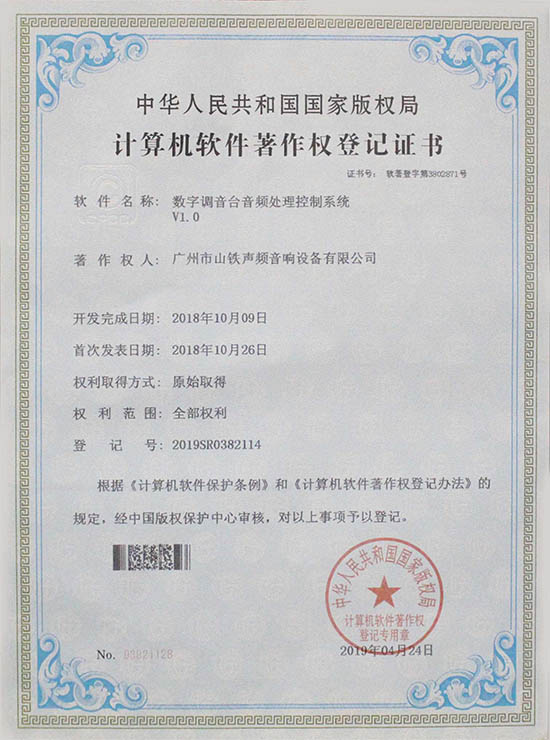 中华人民共和国国家版权局
计算机软件著作权登记证书
证书号： 软著登字第3802871号
软件名称： 数字调音台音频处理控制系统
V1.0
著作权人： 广州市山铁声频音响设备有限公司
开发完成日期： 2018年10月09日
首次发表日期： 2018年10月26日
权利取得方式： 原始取得
权利范围： 全部权利
登记号： 2019SR0382114
根据《计算机软件保护条例》和《计算机软件著作权登记办法》的
规定，经中国版权保护中心审核，对以上事项予以登记。
中华人民共和国国家版权局
计算机软件著作权
登记专用章
No. 03821128
2019年04月24日